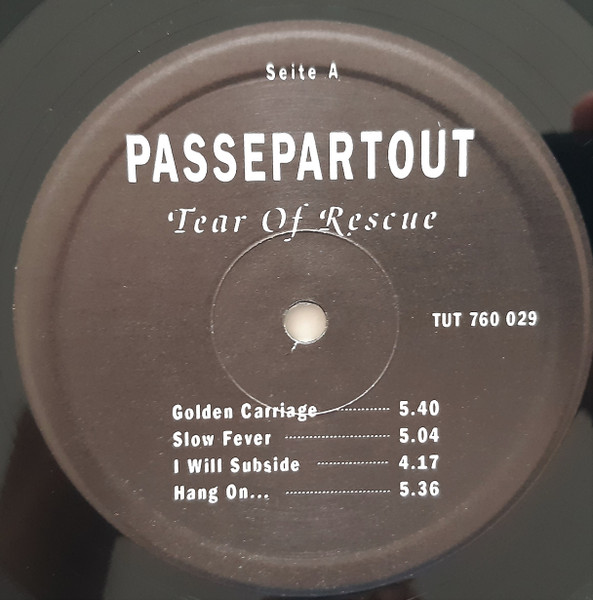 Seite A
PASSEPARTOUT
Tear Of Rescue
TUT 760 029
Golden Carriage 5.40
Slow Fever 5.04
I Will Subside 4.17
Hang On... 5.36